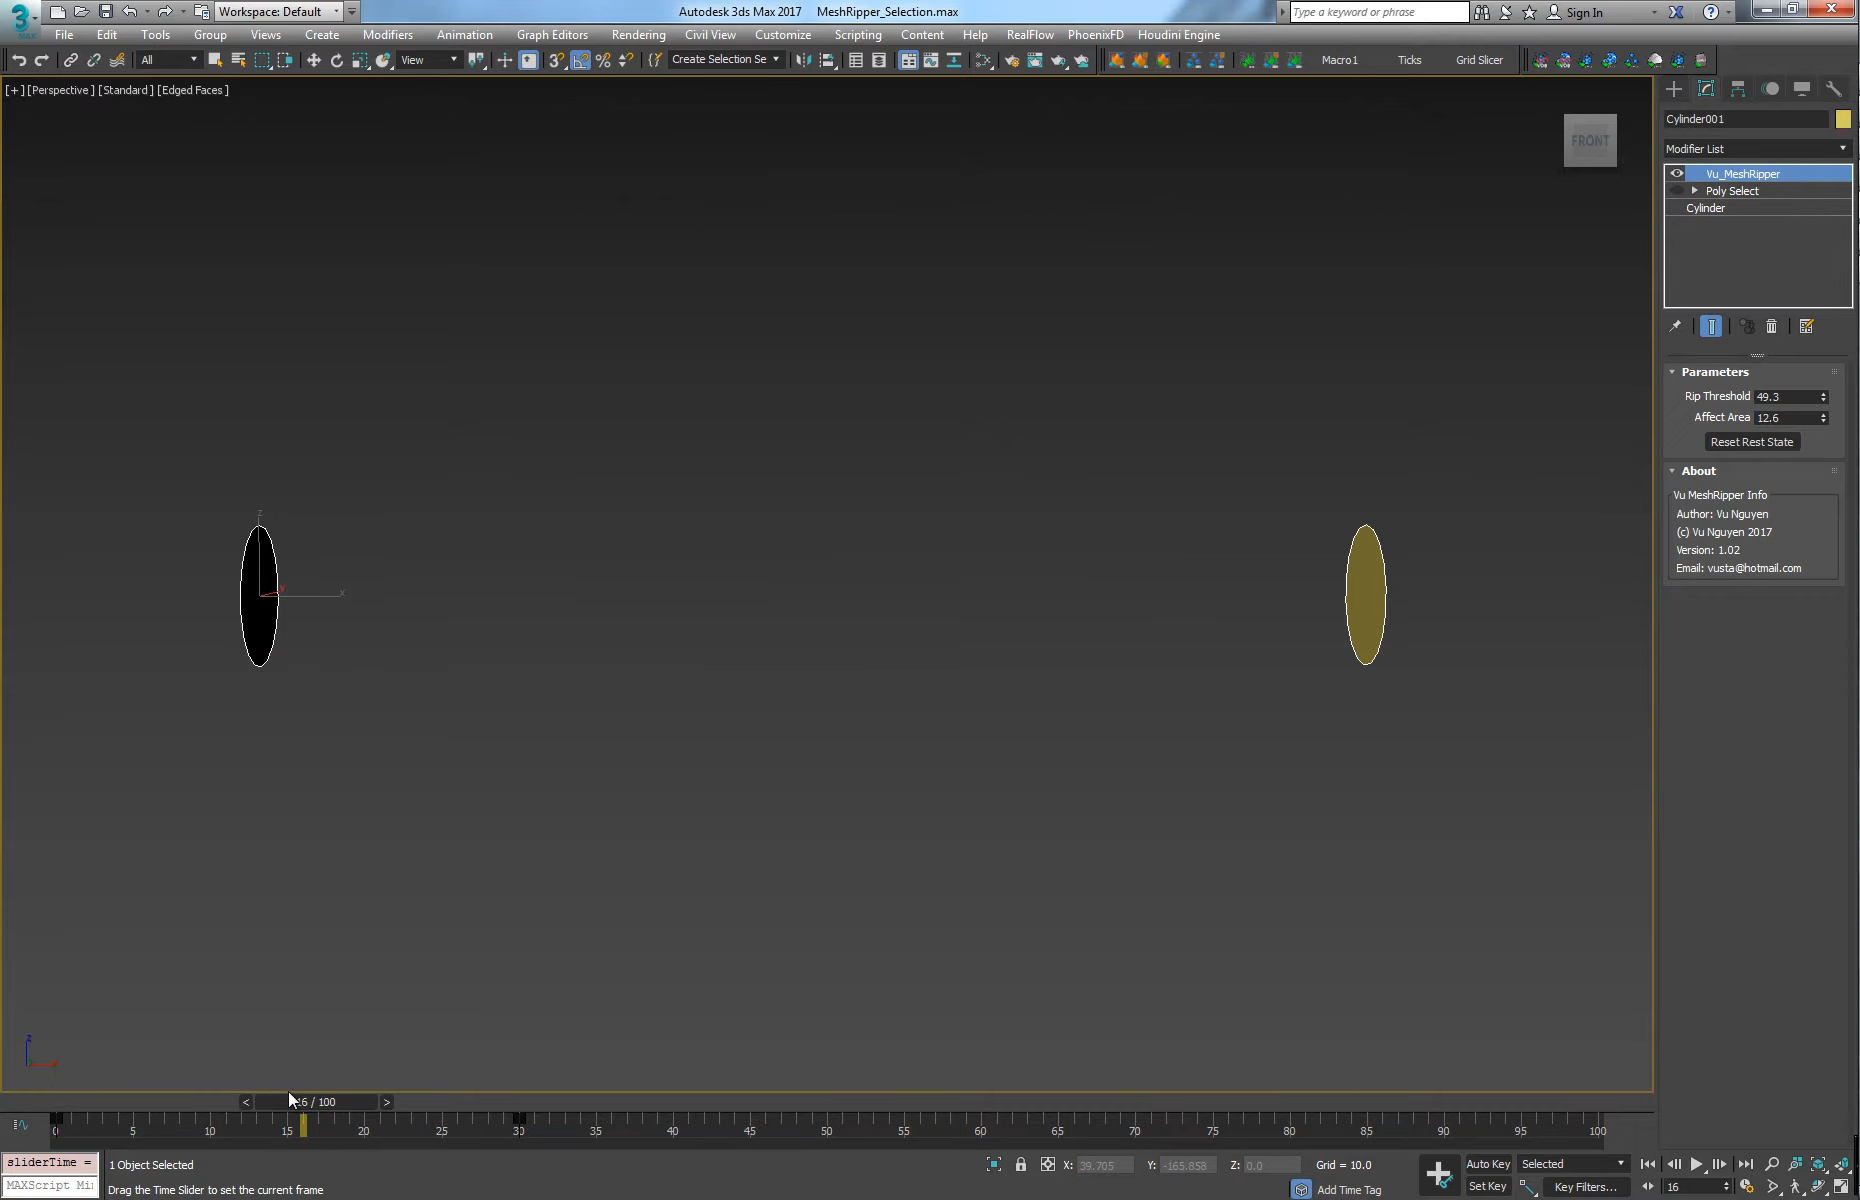 3 MAX Workspace: Default Autodesk 3ds Max 2017 MeshRipper_Selection.max Type a keyword or phrase Sign In
File Edit Tools Group Views Create Modifiers Animation Graph Editors Rendering Civil View Customize Scripting Content Help RealFlow PhoenixFD Houdini Engine
All View Create Selection Se Macro1 Ticks Grid Slicer
[+] [Perspective ] [Standard ] [Edged Faces ]
FRONT
Cylinder001
Modifier List
Vu_MeshRipper
Poly Select
Cylinder
Parameters
Rip Threshold 49.3
Affect Area 12.6
Reset Rest State
About
Vu MeshRipper Info
Author: Vu Nguyen
(c) Vu Nguyen 2017
Version: 1.02
Email: vusta@hotmail.com
z
y
x
z
x
< 16 / 100 >
0 5 10 15 20 25 30 35 40 45 50 55 60 65 70 75 80 85 90 95 100
sliderTime = 1 Object Selected X: 39.705 Y: -165.858 Z: 0.0 Grid = 10.0 Auto Key Selected
MAXScript Mi Drag the Time Slider to set the current frame Add Time Tag Set Key Key Filters... 16